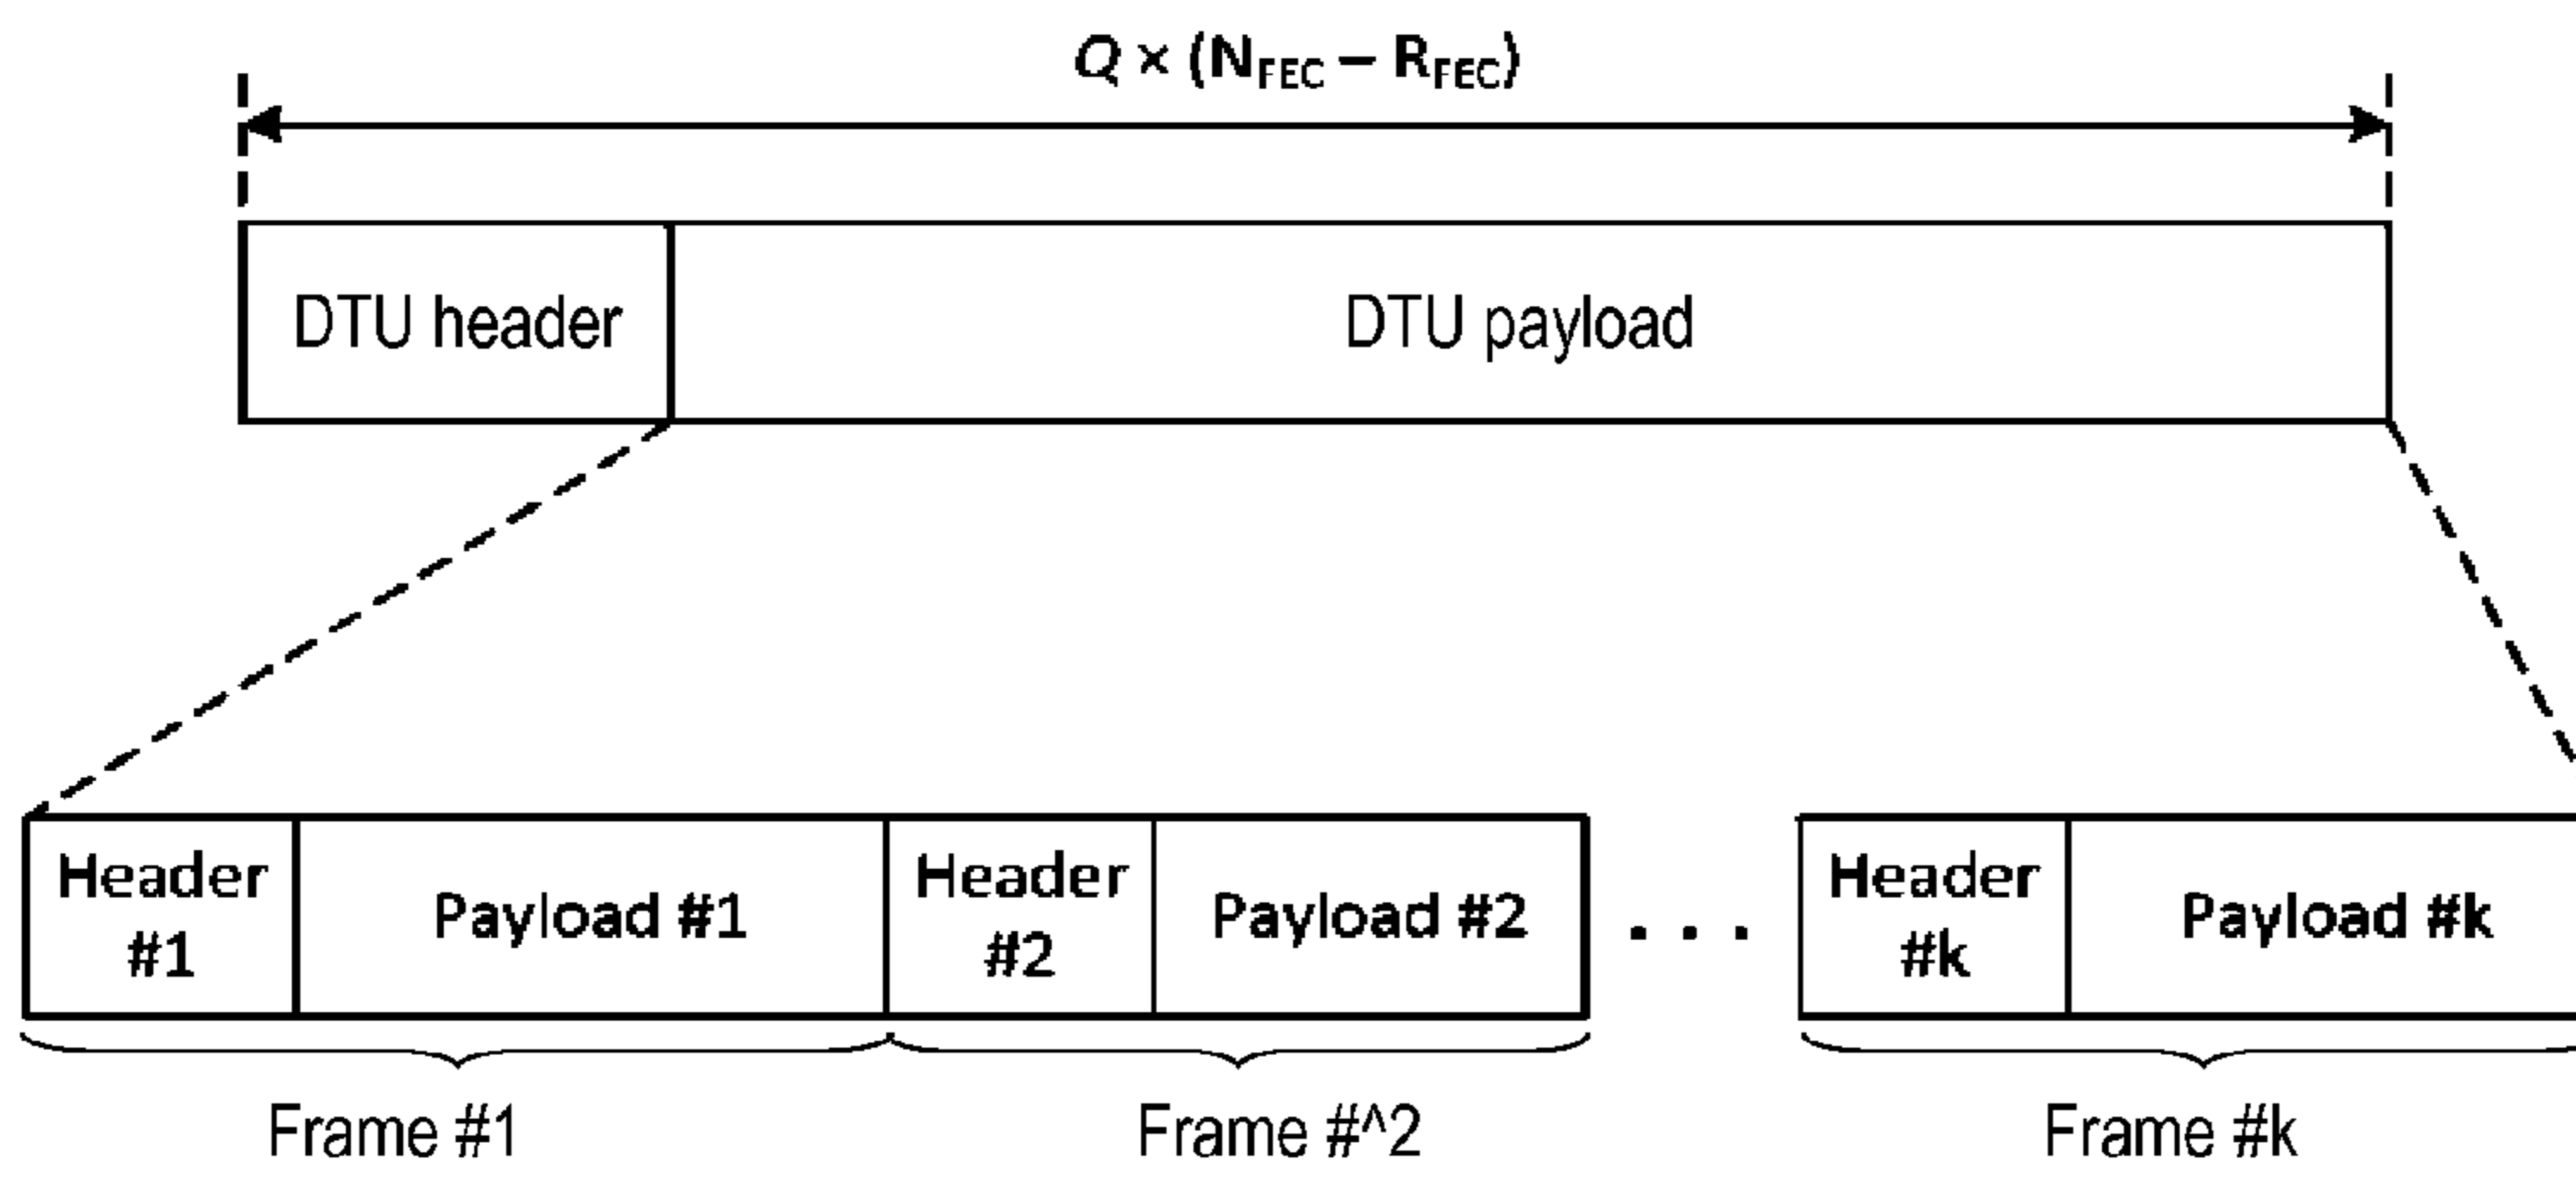 Q × (NFEC – RFEC)
DTU header
DTU payload
Header
#1
Payload #1
Header
#2
Payload #2
. . .
Header
#k
Payload #k
Frame #1
Frame #^2
Frame #k